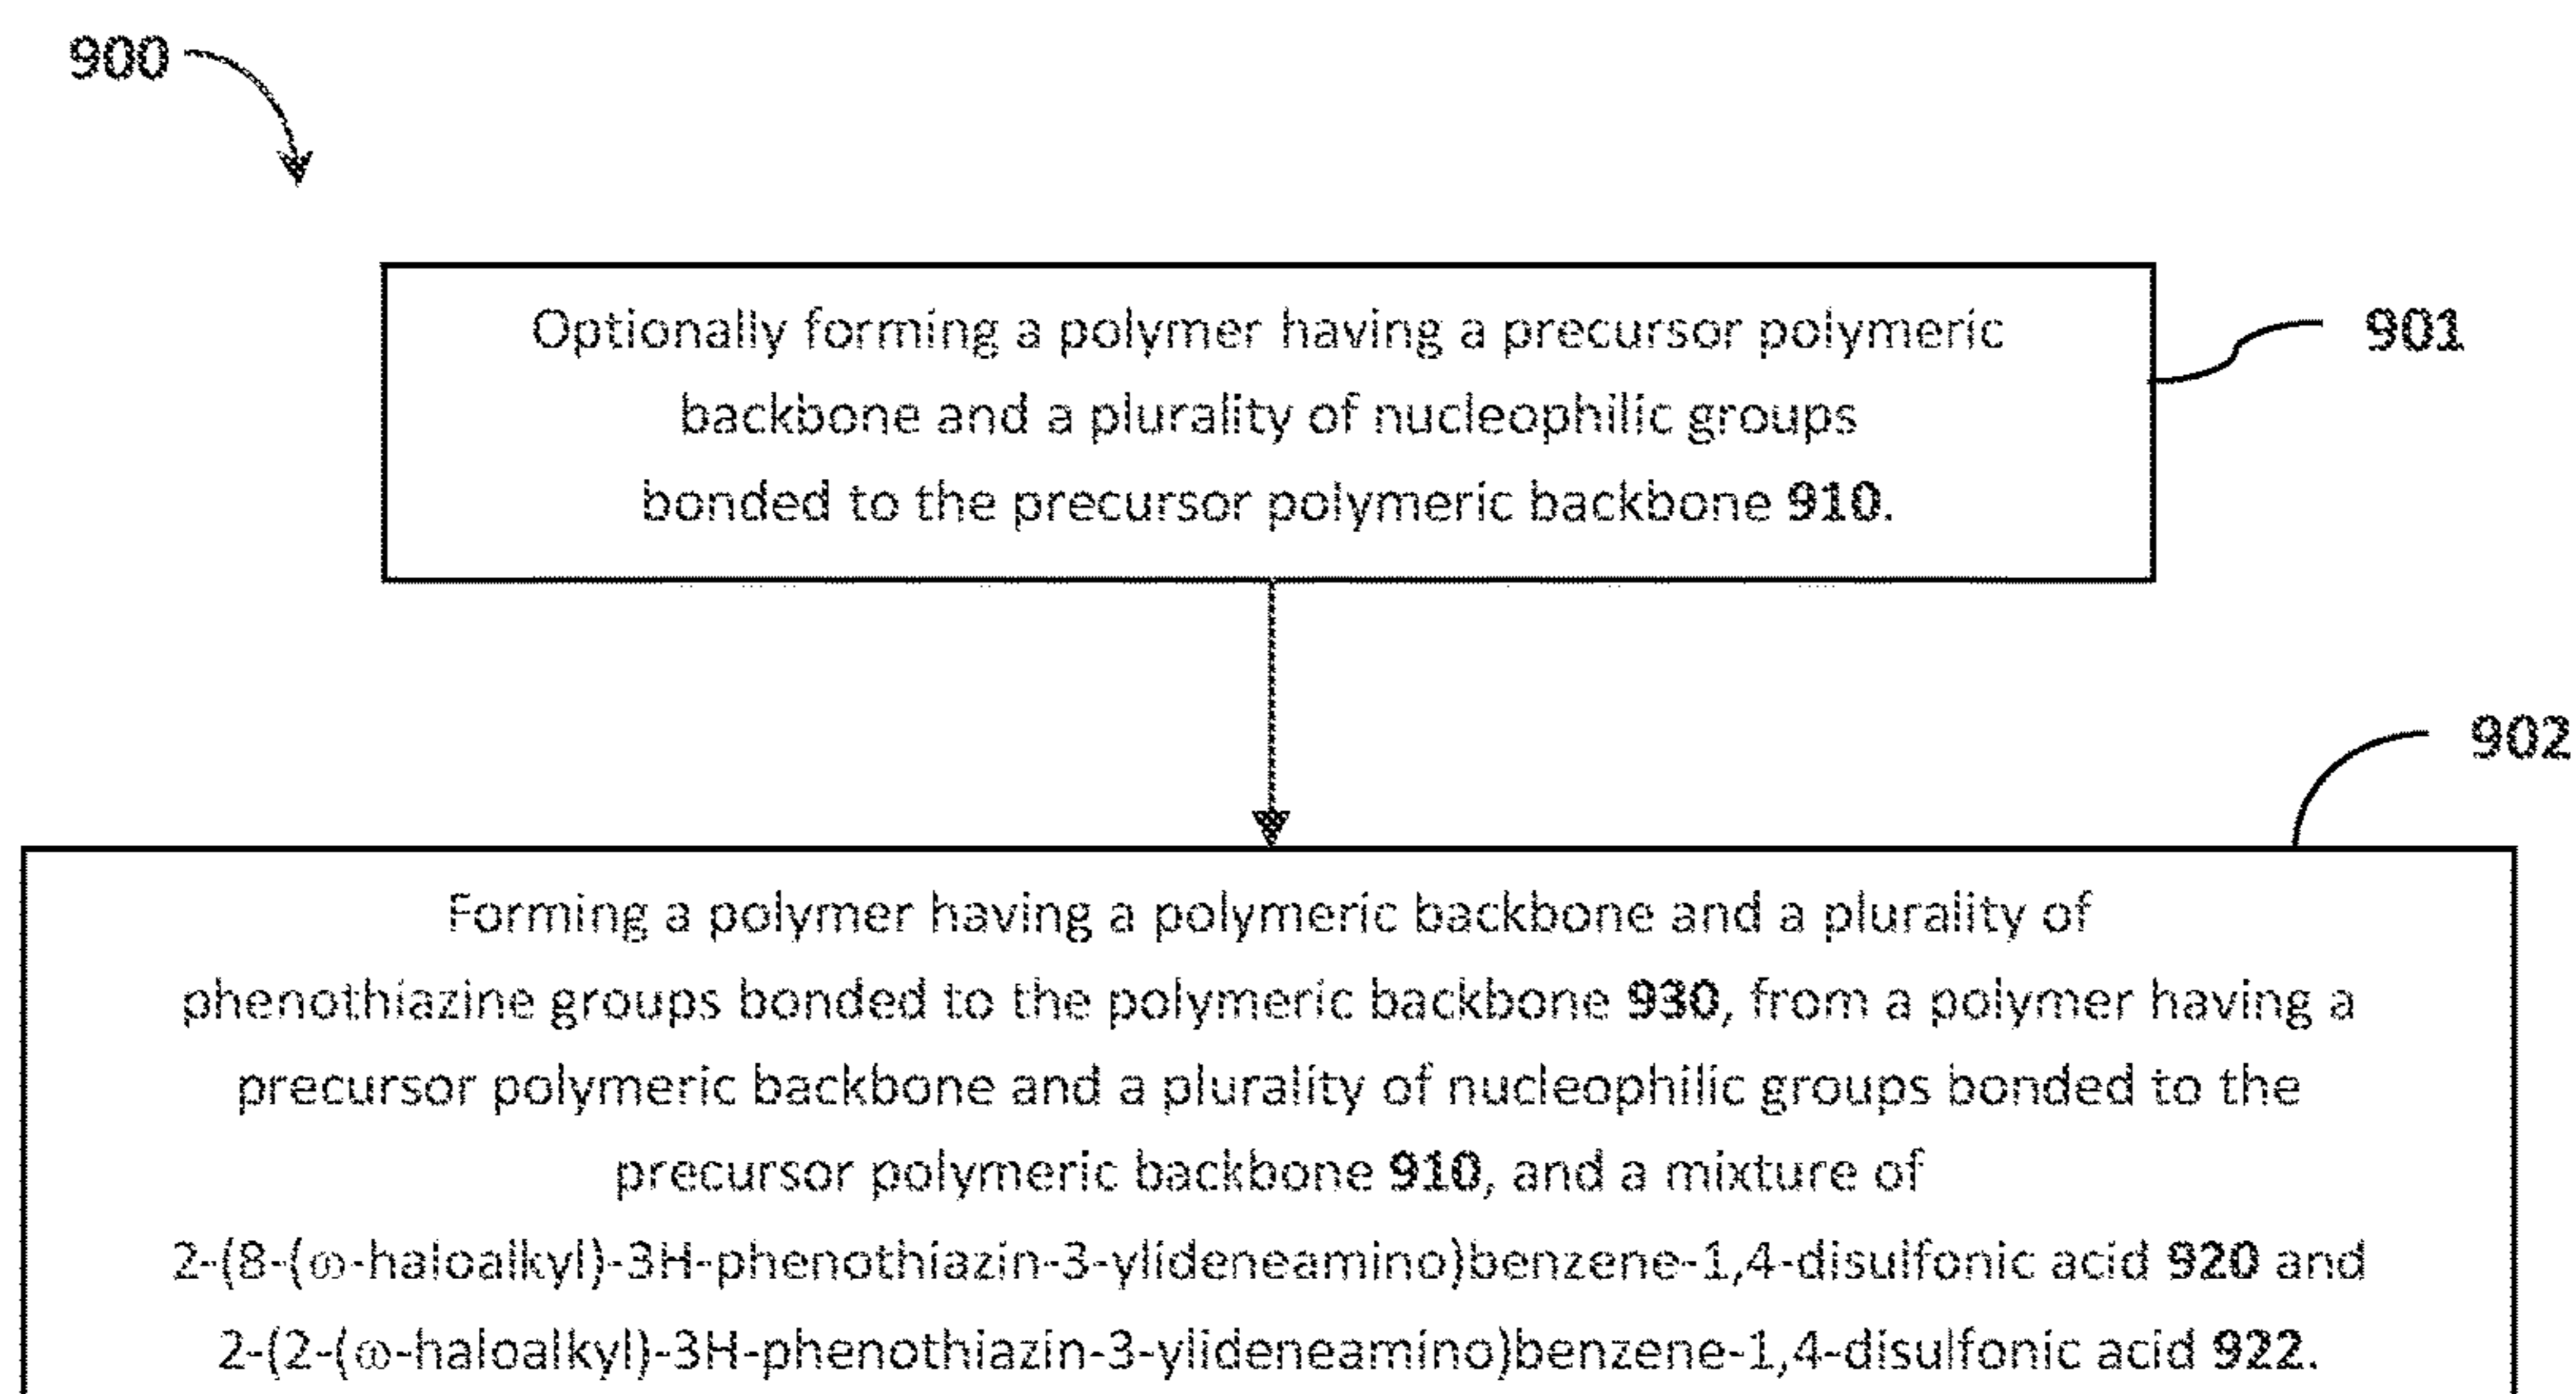 900
Optionally forming a polymer having a precursor polymeric
backbone and a plurality of nucleophilic groups
bonded to the precursor polymeric backbone 910.
901
902
Forming a polymer having a polymeric backbone and a plurality of
phenothiazine groups bonded to the polymeric backbone 930, from a polymer having a
precursor polymeric backbone and a plurality of nucleophilic groups bonded to the
precursor polymeric backbone 910, and a mixture of
2-(8-(ω-haloalkyl)-3H-phenothiazin-3-ylideneamino)benzene-1,4-disulfonic acid 920 and
2-(2-(ω-haloalkyl)-3H-phenothiazin-3-ylideneamino)benzene-1,4-disulfonic acid 922.